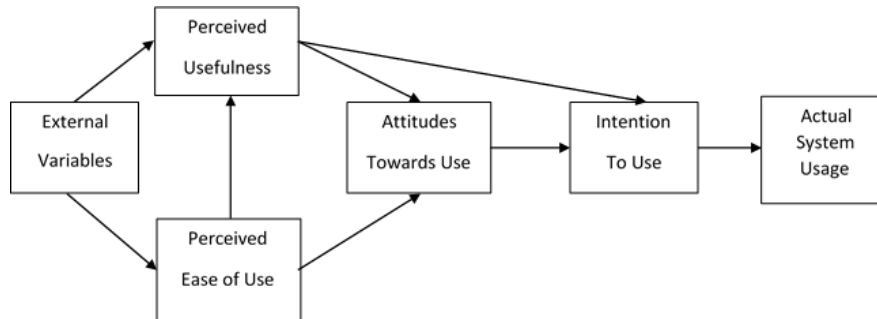 Perceived
Usefulness
External
Variables
Attitudes
Towards Use
Intention
To Use
Actual
System
Usage
Perceived
Ease of Use